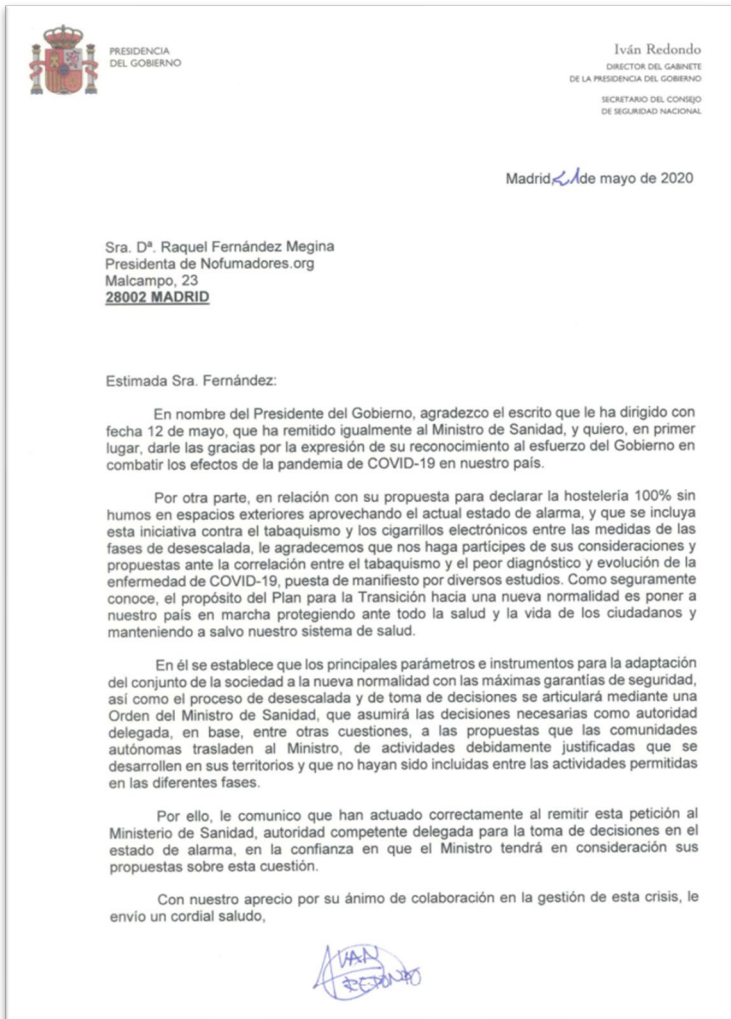 PRESIDENCIA
DEL GOBIERNO
Iván Redondo
DIRECTOR DEL GABINETE
DE LA PRESIDENCIA DEL GOBIERNO
SECRETARIO DEL CONSEJO
DE SEGURIDAD NACIONAL
Madrid, 21 de mayo de 2020
Sra. Dª. Raquel Fernández Megina
Presidenta de Nofumadores.org
Malcampo, 23
28002 MADRID
Estimada Sra. Fernández:
En nombre del Presidente del Gobierno, agradezco el escrito que le ha dirigido con
fecha 12 de mayo, que ha remitido igualmente al Ministro de Sanidad, y quiero, en primer
lugar, darle las gracias por la expresión de su reconocimiento al esfuerzo del Gobierno en
combatir los efectos de la pandemia de COVID-19 en nuestro país.
Por otra parte, en relación con su propuesta para declarar la hostelería 100% sin
humos en espacios exteriores aprovechando el actual estado de alarma, y que se incluya
esta iniciativa contra el tabaquismo y los cigarrillos electrónicos entre las medidas de las
fases de desescalada, le agradecemos que nos haga partícipes de sus consideraciones y
propuestas ante la correlación entre el tabaquismo y el peor diagnóstico y evolución de la
enfermedad de COVID-19, puesta de manifiesto por diversos estudios. Como seguramente
conoce, el propósito del Plan para la Transición hacia una nueva normalidad es poner a
nuestro país en marcha protegiendo ante todo la salud y la vida de los ciudadanos y
manteniendo a salvo nuestro sistema de salud.
En él se establece que los principales parámetros e instrumentos para la adaptación
del conjunto de la sociedad a la nueva normalidad con las máximas garantías de seguridad,
así como el proceso de desescalada y de toma de decisiones se articulará mediante una
Orden del Ministro de Sanidad, que asumirá las decisiones necesarias como autoridad
delegada, en base, entre otras cuestiones, a las propuestas que las comunidades
autónomas trasladen al Ministro, de actividades debidamente justificadas que se
desarrollen en sus territorios y que no hayan sido incluidas entre las actividades permitidas
en las diferentes fases.
Por ello, le comunico que han actuado correctamente al remitir esta petición al
Ministerio de Sanidad, autoridad competente delegada para la toma de decisiones en el
estado de alarma, en la confianza en que el Ministro tendrá en consideración sus
propuestas sobre esta cuestión.
Con nuestro aprecio por su ánimo de colaboración en la gestión de esta crisis, le
envío un cordial saludo,
IVAN
REDONDO